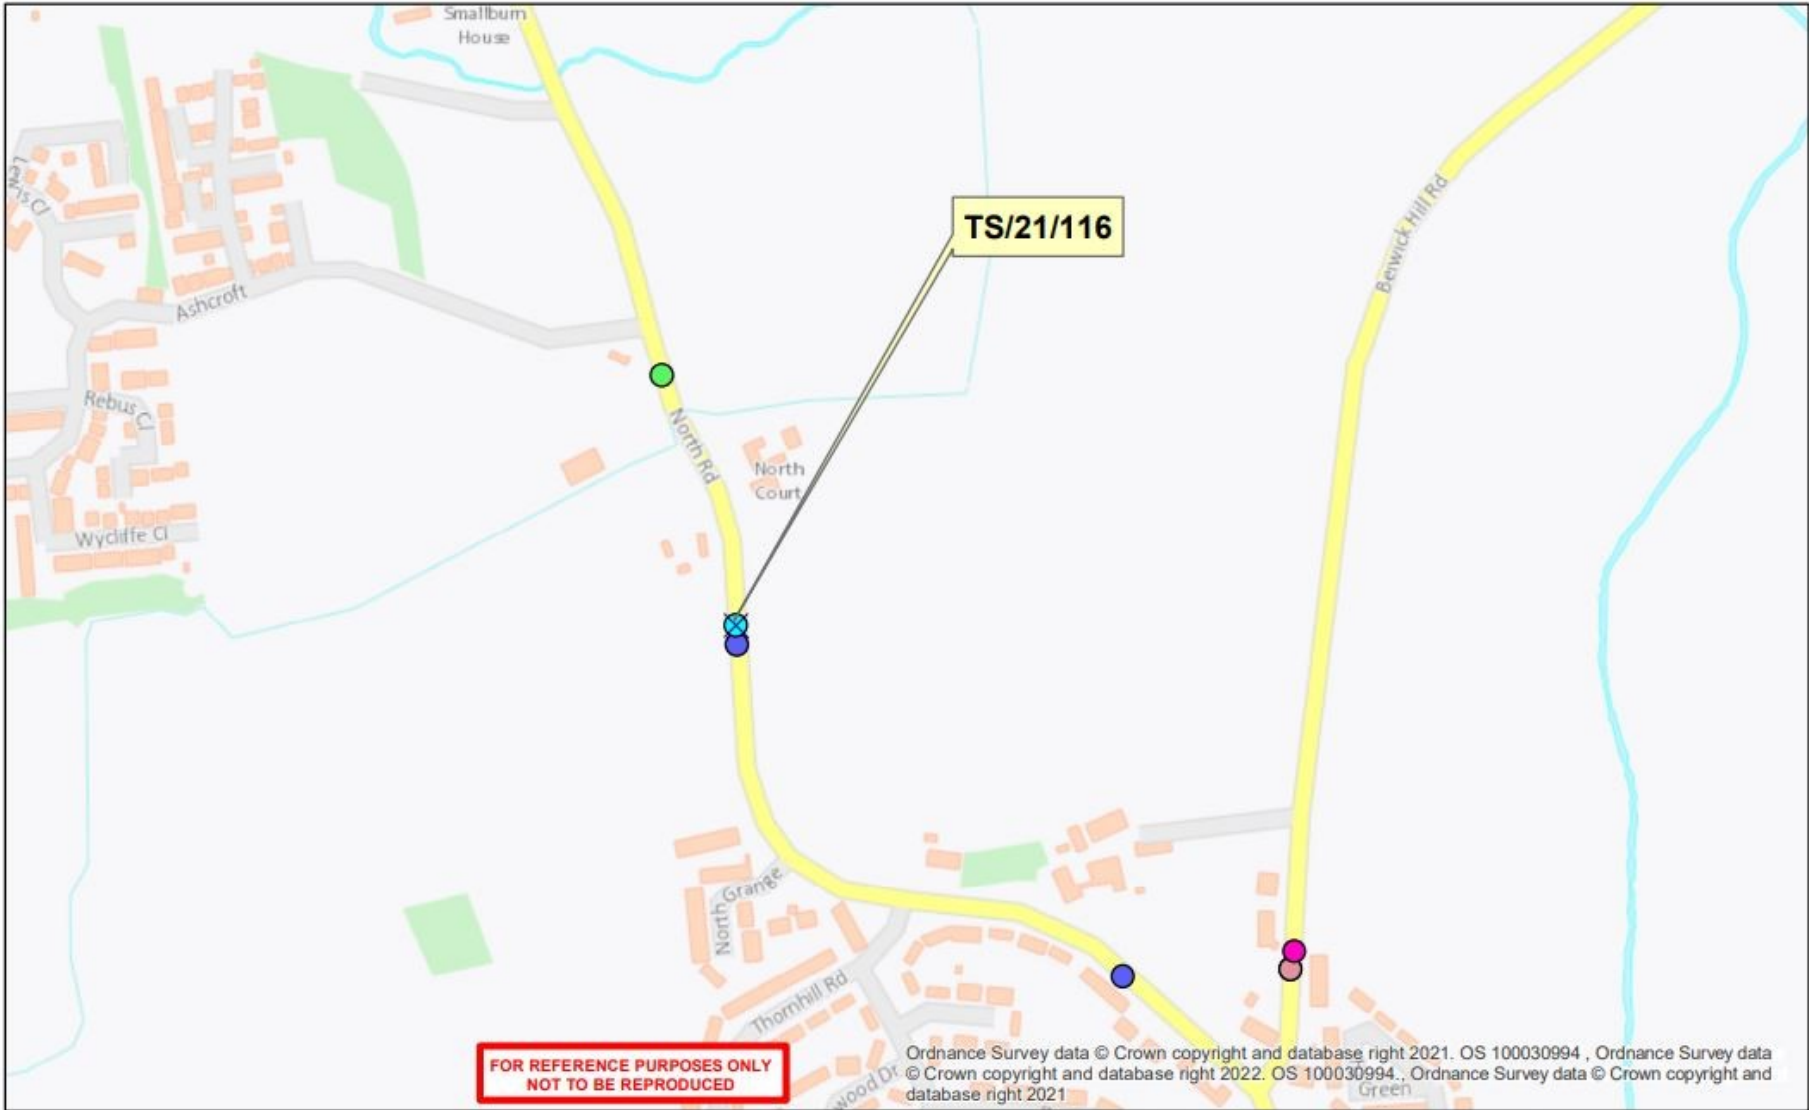 Smallburn
House
TS/21/116
Berwick Hill Rd
Ashcroft
Rebus Cl
North Rd
North
Court
Wycliffe Cl
North Grange
Thornhill Rd
FOR REFERENCE PURPOSES ONLY
NOT TO BE REPRODUCED
Ordnance Survey data © Crown copyright and database right 2021. OS 100030994 , Ordnance Survey data
© Crown copyright and database right 2022. OS 100030994., Ordnance Survey data © Crown copyright and
database right 2021
wood Dr
Green